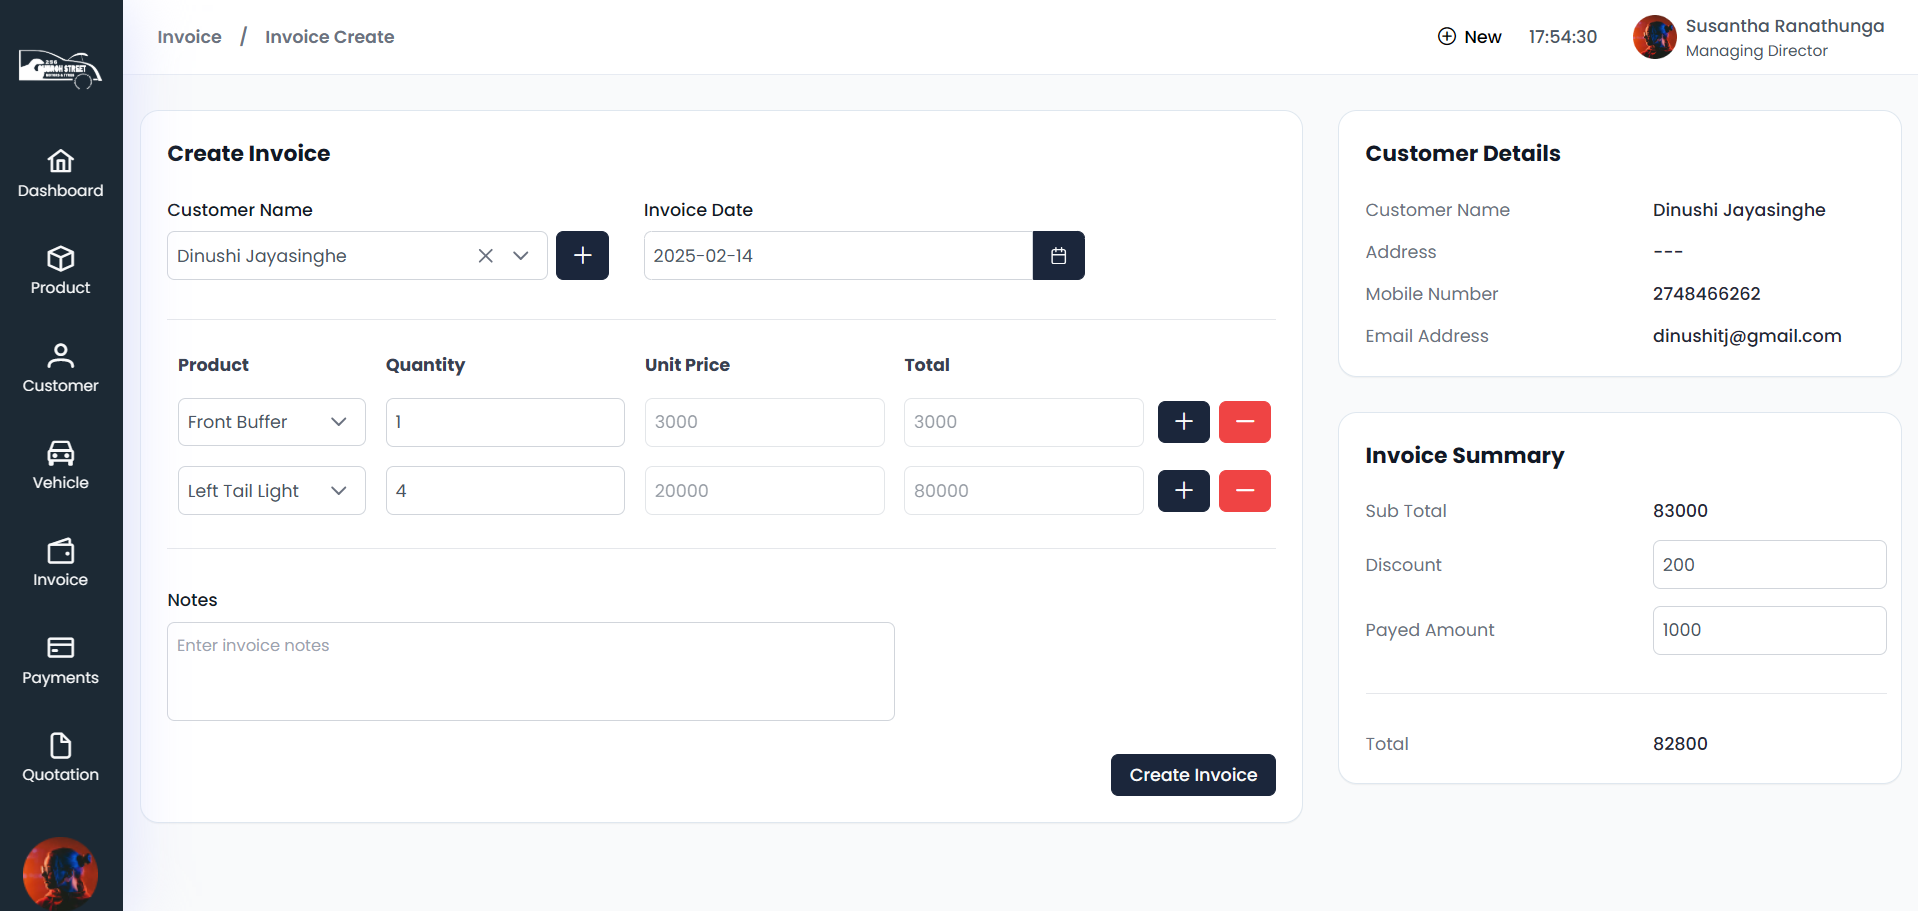 Invoice / Invoice Create
New 17:54:30
Susantha Ranathunga
Managing Director
Dashboard
Product
Customer
Vehicle
Invoice
Payments
Quotation
Create Invoice
Customer Name Invoice Date
Dinushi Jayasinghe 2025-02-14
Product Quantity Unit Price Total
Front Buffer 1 3000 3000
Left Tail Light 4 20000 80000
Notes
Enter invoice notes
Create Invoice
Customer Details
Customer Name Dinushi Jayasinghe
Address ---
Mobile Number 2748466262
Email Address dinushitj@gmail.com
Invoice Summary
Sub Total 83000
Discount 200
Payed Amount 1000
Total 82800